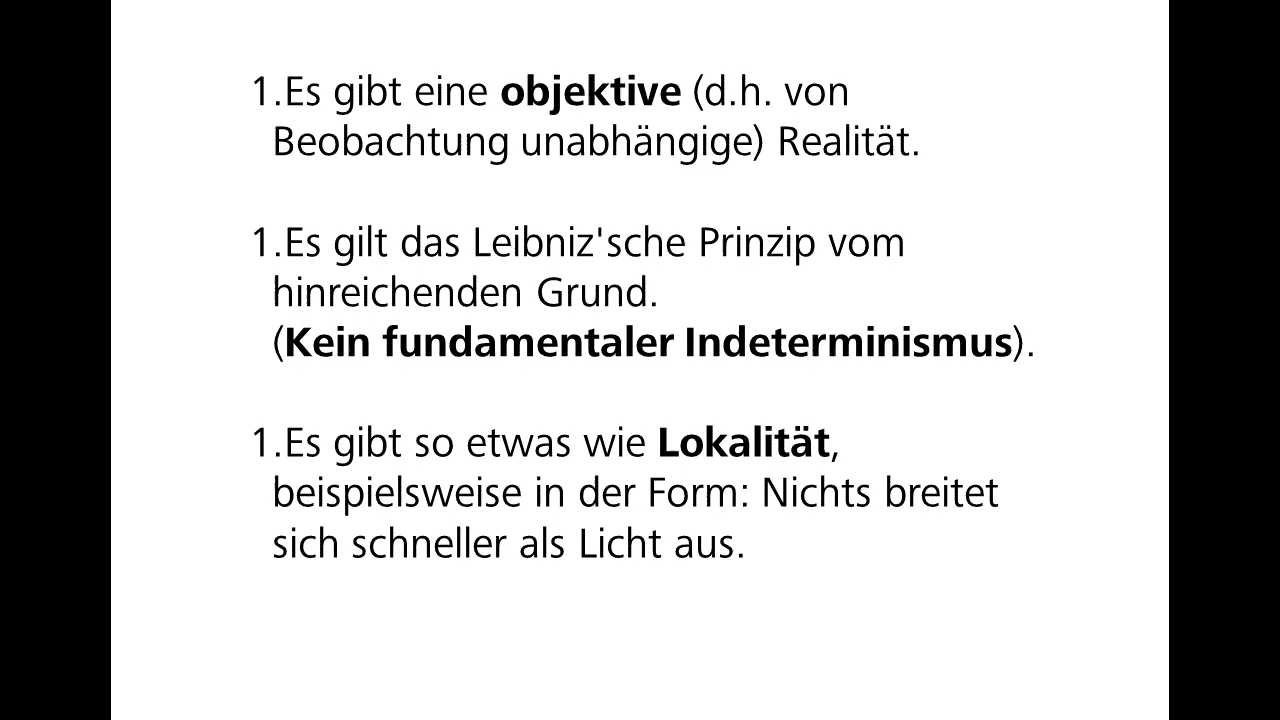 1.Es gibt eine objektive (d.h. von
Beobachtung unabhängige) Realität.
1.Es gilt das Leibniz'sche Prinzip vom
hinreichenden Grund.
(Kein fundamentaler Indeterminismus).
1.Es gibt so etwas wie Lokalität,
beispielsweise in der Form: Nichts breitet
sich schneller als Licht aus.